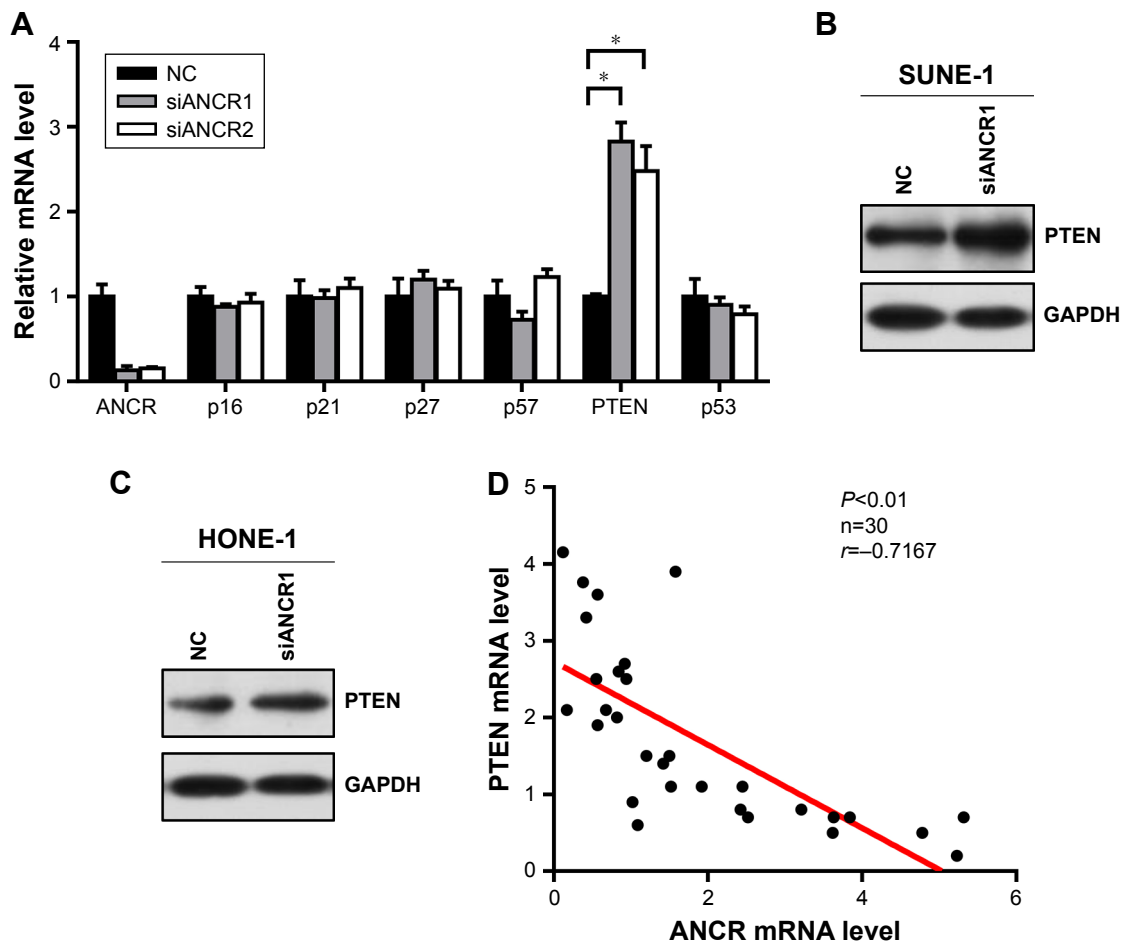 A
Relative mRNA level
4
3
2
1
0
NC
siANCR1
siANCR2
*
*
ANCR p16 p21 p27 p57 PTEN p53
B
SUNE-1
NC siANCR1
PTEN
GAPDH
C
HONE-1
NC siANCR1
PTEN
GAPDH
D
PTEN mRNA level
5
4
3
2
1
0
P<0.01
n=30
r=–0.7167
0 2 4 6
ANCR mRNA level